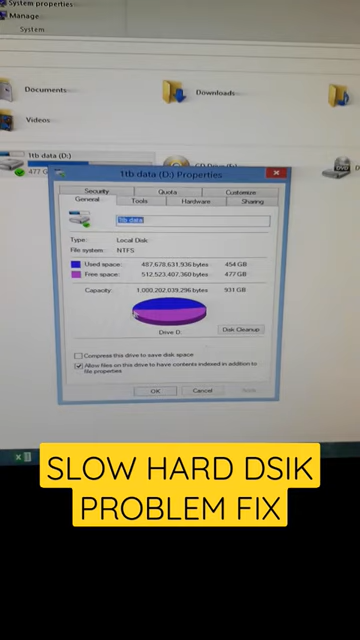 System properties
Manage
System
Documents
Downloads
Videos
1tb data (D:)
477 G
1tb data (D:) Properties
Security
Quota
Customize
General
Tools
Hardware
Sharing
1tb data
Type:
Local Disk
File system:
NTFS
Used space:
487,678,631,936 bytes
454 GB
Free space:
512,523,407,360 bytes
477 GB
Capacity:
1,000,202,039,296 bytes
931 GB
Drive D:
Disk Cleanup
Compress this drive to save disk space
Allow files on this drive to have contents indexed in addition to
file properties
OK
Cancel
SLOW HARD DSIK
PROBLEM FIX